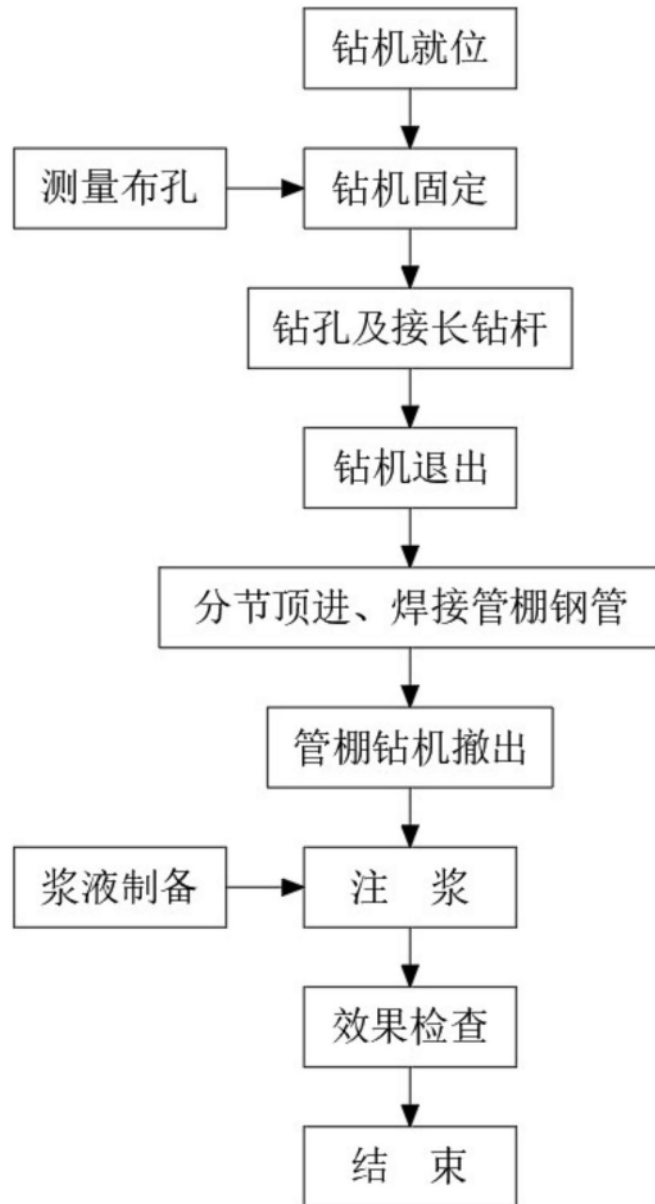 钻机就位
测量布孔
钻机固定
钻孔及接长钻杆
钻机退出
分节顶进、焊接管棚钢管
管棚钻机撤出
浆液制备
注 浆
效果检查
结 束